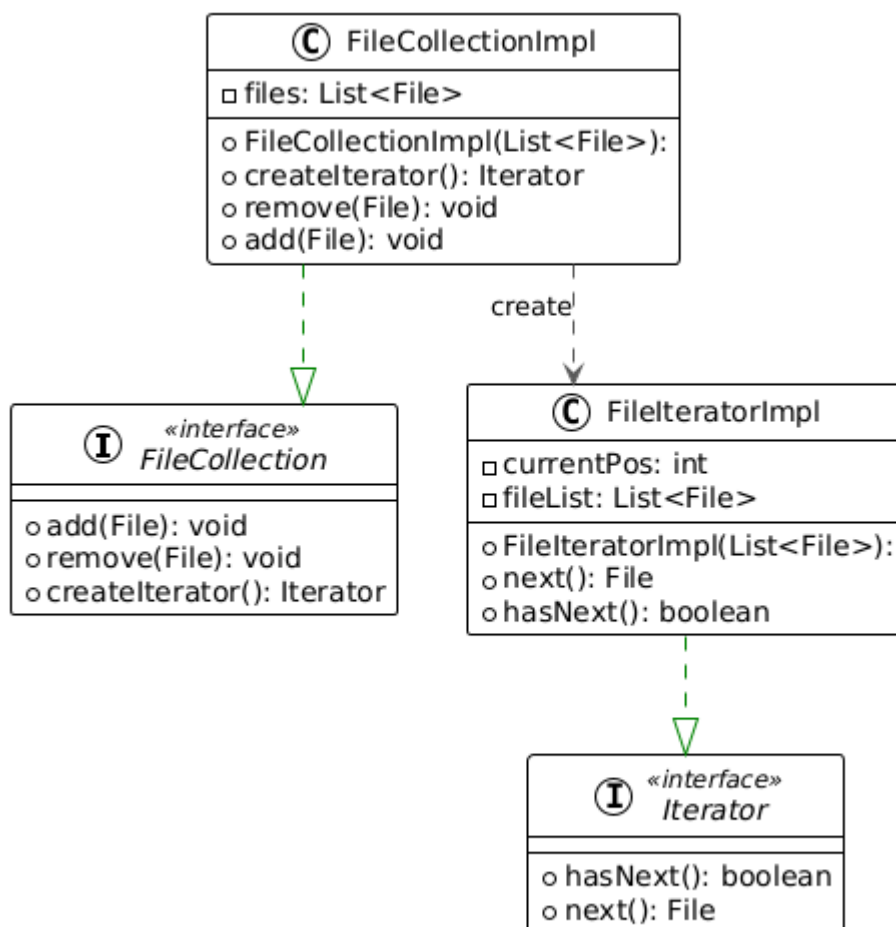 C FileCollectionImpl
files: List<File>
FileCollectionImpl(List<File>):
createIterator(): Iterator
remove(File): void
add(File): void
create
I «interface»
FileCollection
add(File): void
remove(File): void
createIterator(): Iterator
C FileIteratorImpl
currentPos: int
fileList: List<File>
FileIteratorImpl(List<File>):
next(): File
hasNext(): boolean
I «interface»
Iterator
hasNext(): boolean
next(): File